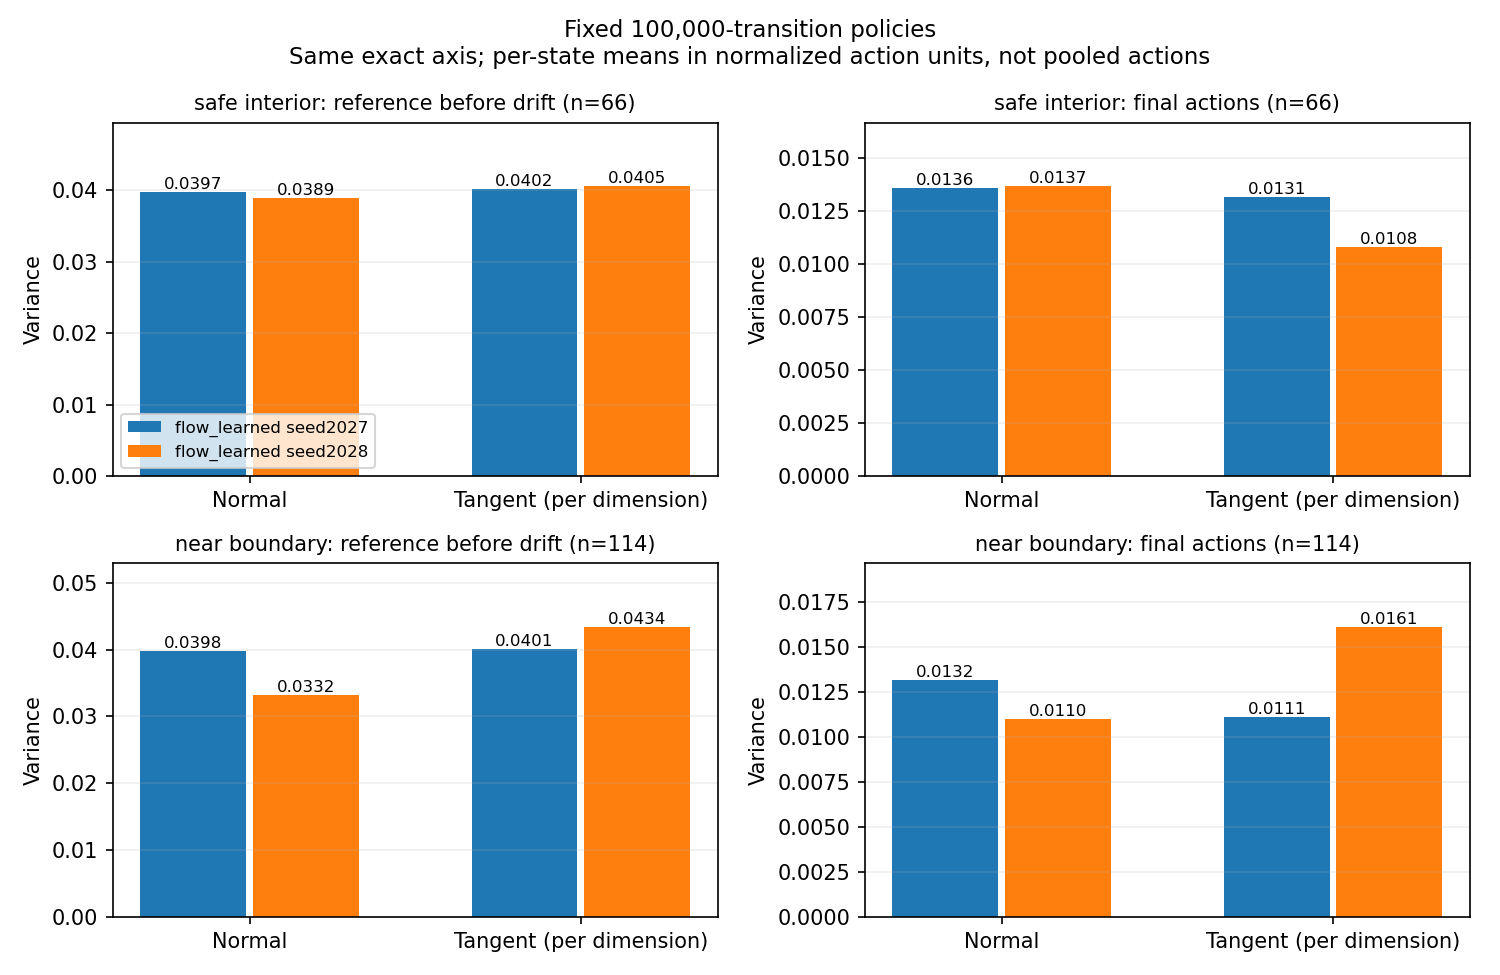 Fixed 100,000-transition policies
Same exact axis; per-state means in normalized action units, not pooled actions
safe interior: reference before drift (n=66)
Variance
0.04
0.03
0.02
0.01
0.00
0.0397
0.0389
0.0402
0.0405
flow_learned seed2027
flow_learned seed2028
Normal
Tangent (per dimension)
safe interior: final actions (n=66)
Variance
0.0150
0.0125
0.0100
0.0075
0.0050
0.0025
0.0000
0.0136
0.0137
0.0131
0.0108
Normal
Tangent (per dimension)
near boundary: reference before drift (n=114)
Variance
0.05
0.04
0.03
0.02
0.01
0.00
0.0398
0.0332
0.0401
0.0434
Normal
Tangent (per dimension)
near boundary: final actions (n=114)
Variance
0.0175
0.0150
0.0125
0.0100
0.0075
0.0050
0.0025
0.0000
0.0132
0.0110
0.0111
0.0161
Normal
Tangent (per dimension)